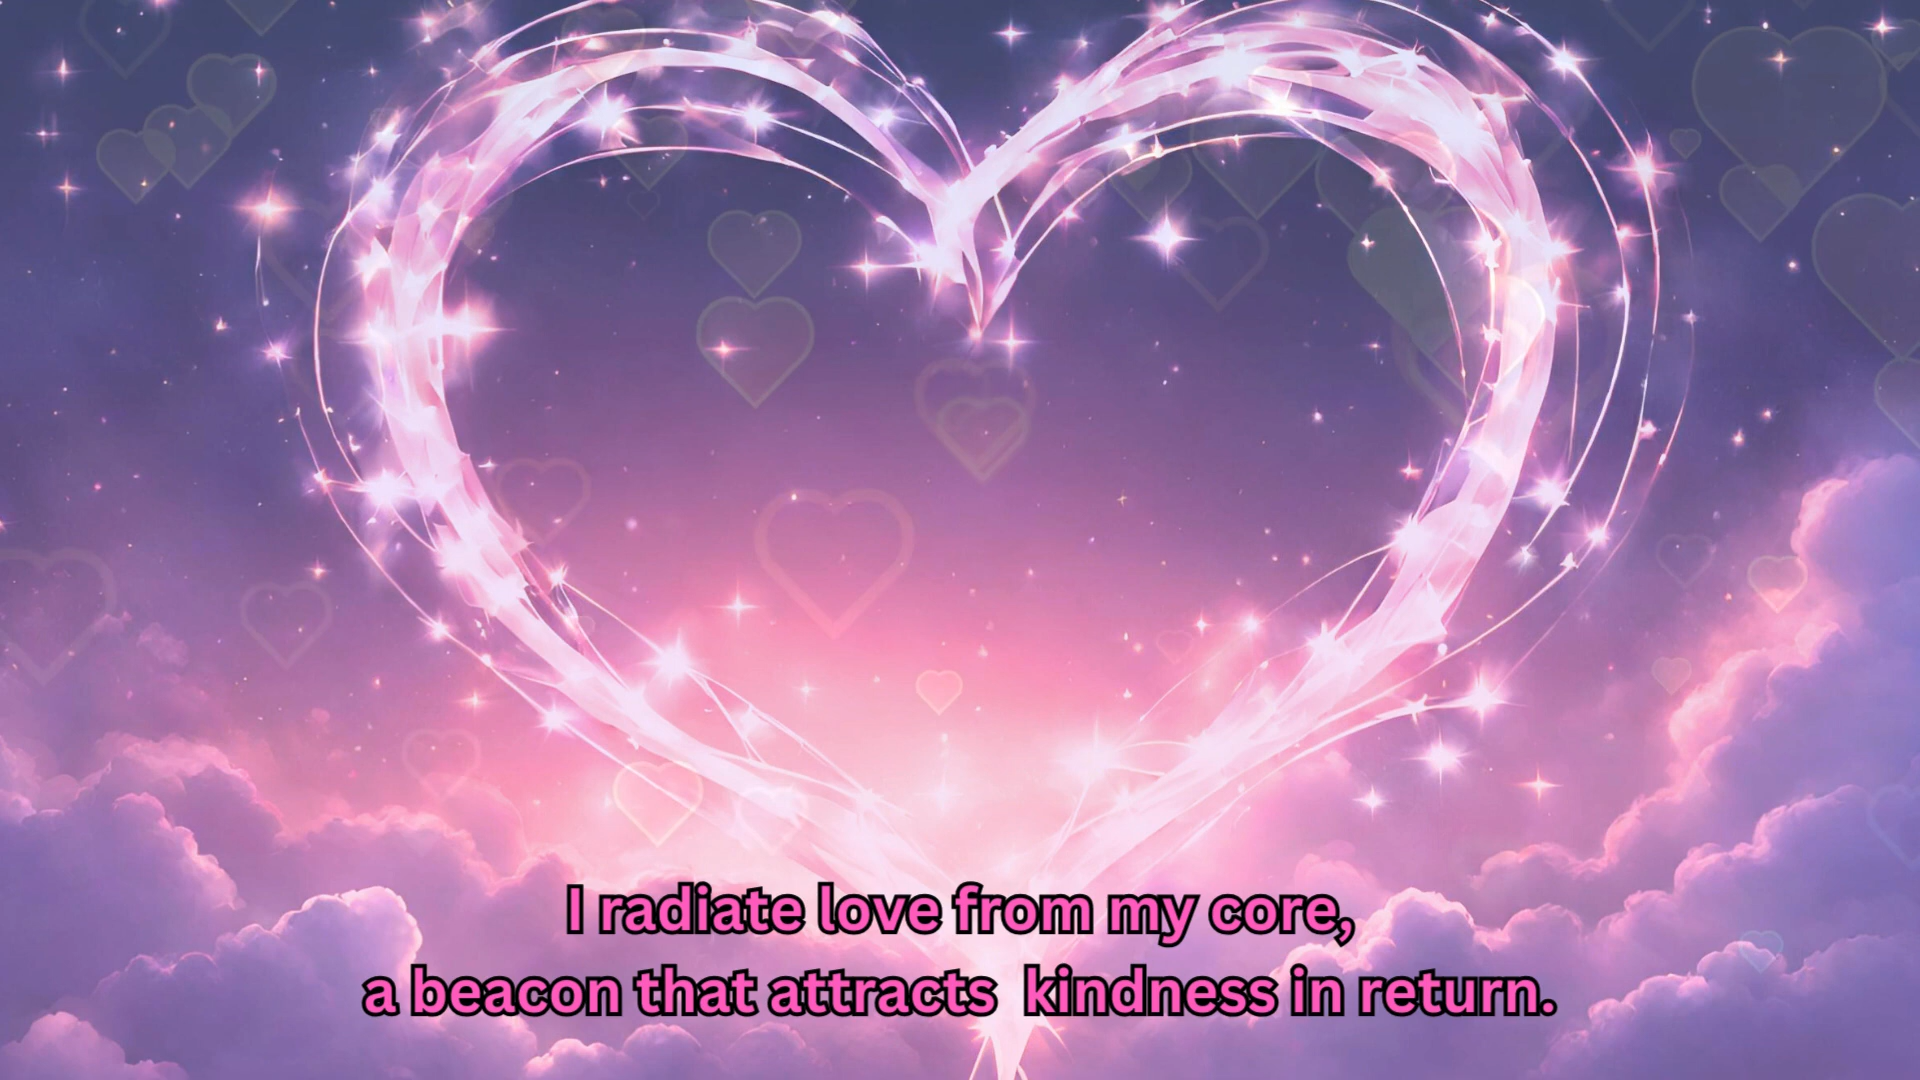 I radiate love from my core,
a beacon that attracts  kindness in return.